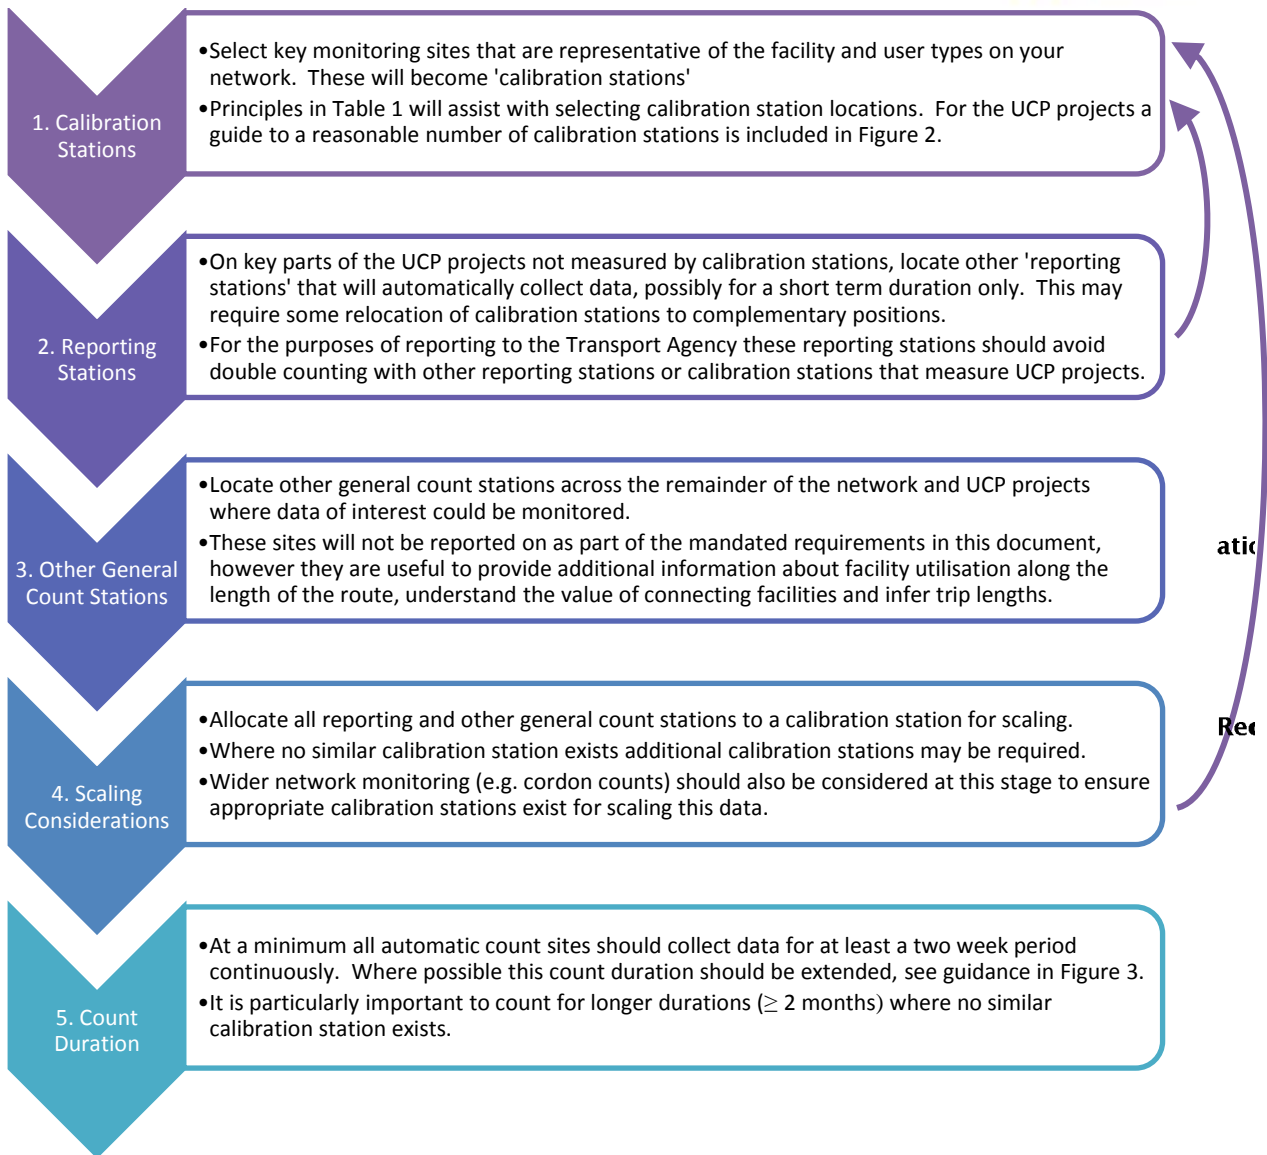 1. Calibration
Stations
•Select key monitoring sites that are representative of the facility and user types on your
network.  These will become 'calibration stations'
•Principles in Table 1 will assist with selecting calibration station locations.  For the UCP projects a
guide to a reasonable number of calibration stations is included in Figure 2.
2. Reporting
Stations
•On key parts of the UCP projects not measured by calibration stations, locate other 'reporting
stations' that will automatically collect data, possibly for a short term duration only.  This may
require some relocation of calibration stations to complementary positions.
•For the purposes of reporting to the Transport Agency these reporting stations should avoid
double counting with other reporting stations or calibration stations that measure UCP projects.
3. Other General
Count Stations
•Locate other general count stations across the remainder of the network and UCP projects
where data of interest could be monitored.
•These sites will not be reported on as part of the mandated requirements in this document,
however they are useful to provide additional information about facility utilisation along the
length of the route, understand the value of connecting facilities and infer trip lengths.
4. Scaling
Considerations
•Allocate all reporting and other general count stations to a calibration station for scaling.
•Where no similar calibration station exists additional calibration stations may be required.
•Wider network monitoring (e.g. cordon counts) should also be considered at this stage to ensure
appropriate calibration stations exist for scaling this data.
5. Count
Duration
•At a minimum all automatic count sites should collect data for at least a two week period
continuously.  Where possible this count duration should be extended, see guidance in Figure 3.
•It is particularly important to count for longer durations (≥ 2 months) where no similar
calibration station exists.